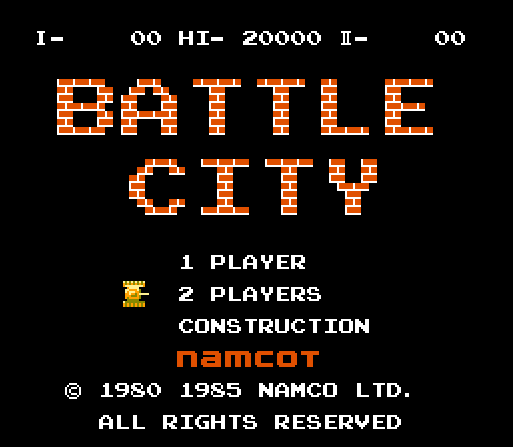 I- 00 HI- 20000 II- 00
BATTLE
CITY
1 PLAYER
2 PLAYERS
CONSTRUCTION
namcot
© 1980 1985 NAMCO LTD.
ALL RIGHTS RESERVED